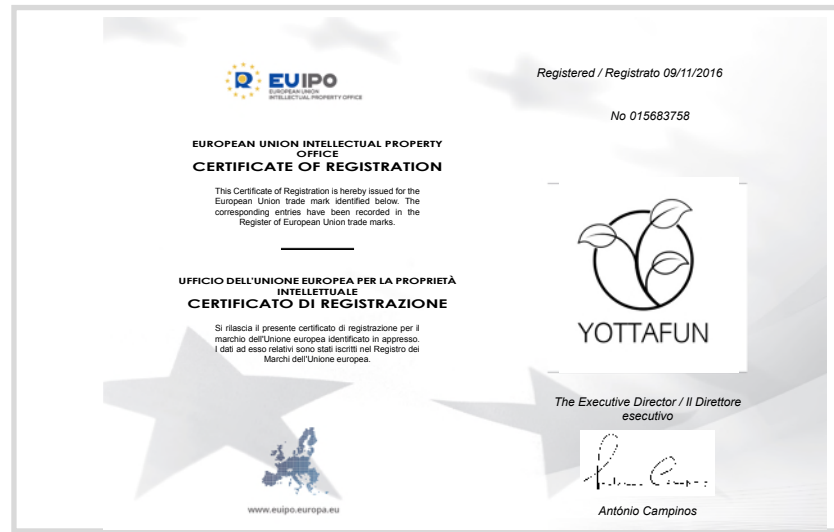 EUIPO
EUROPEAN UNION
INTELLECTUAL PROPERTY OFFICE
EUROPEAN UNION INTELLECTUAL PROPERTY
OFFICE
CERTIFICATE OF REGISTRATION
This Certificate of Registration is hereby issued for the
European Union trade mark identified below. The
corresponding entries have been recorded in the
Register of European Union trade marks.
UFFICIO DELL'UNIONE EUROPEA PER LA PROPRIETÀ
INTELLETTUALE
CERTIFICATO DI REGISTRAZIONE
Si rilascia il presente certificato di registrazione per il
marchio dell'Unione europea identificato in appresso.
I dati ad esso relativi sono stati iscritti nel Registro dei
Marchi dell'Unione europea.
www.euipo.europa.eu
Registered / Registrato 09/11/2016
No 015683758
YOTTAFUN
The Executive Director / Il Direttore
esecutivo
António Campinos